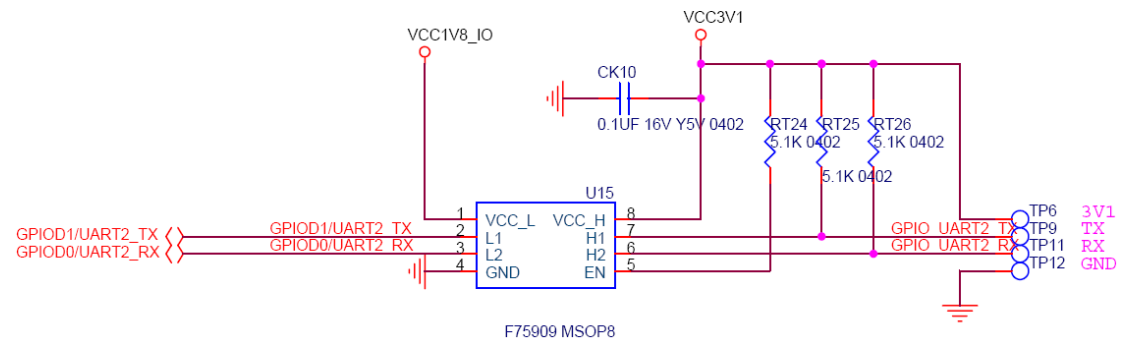 VCC3V1
VCC1V8_IO
CK10
0.1UF 16V Y5V 0402
RT24
5.1K 0402
RT25
5.1K 0402
RT26
5.1K 0402
U15
1 VCC_L VCC_H 8
2 L1 H1 7
3 L2 H2 6
4 GND EN 5
GPIOD1/UART2_TX
GPIOD0/UART2_RX
GPIOD1/UART2_TX
GPIOD0/UART2_RX
GPIO_UART2_TX
GPIO_UART2_RX
TP6 3V1
TP9 TX
TP11 RX
TP12 GND
F75909 MSOP8